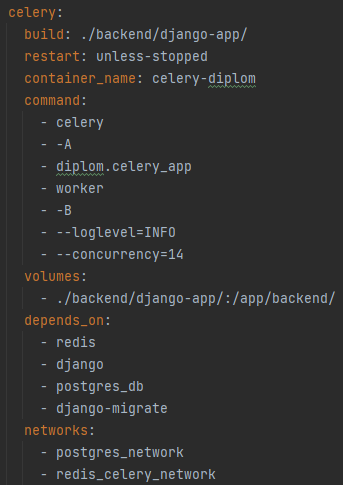 celery:
  build: ./backend/django-app/
  restart: unless-stopped
  container_name: celery-diplom
  command:
    - celery
    - -A
    - diplom.celery_app
    - worker
    - -B
    - --loglevel=INFO
    - --concurrency=14
  volumes:
    - ./backend/django-app/:/app/backend/
  depends_on:
    - redis
    - django
    - postgres_db
    - django-migrate
  networks:
    - postgres_network
    - redis_celery_network